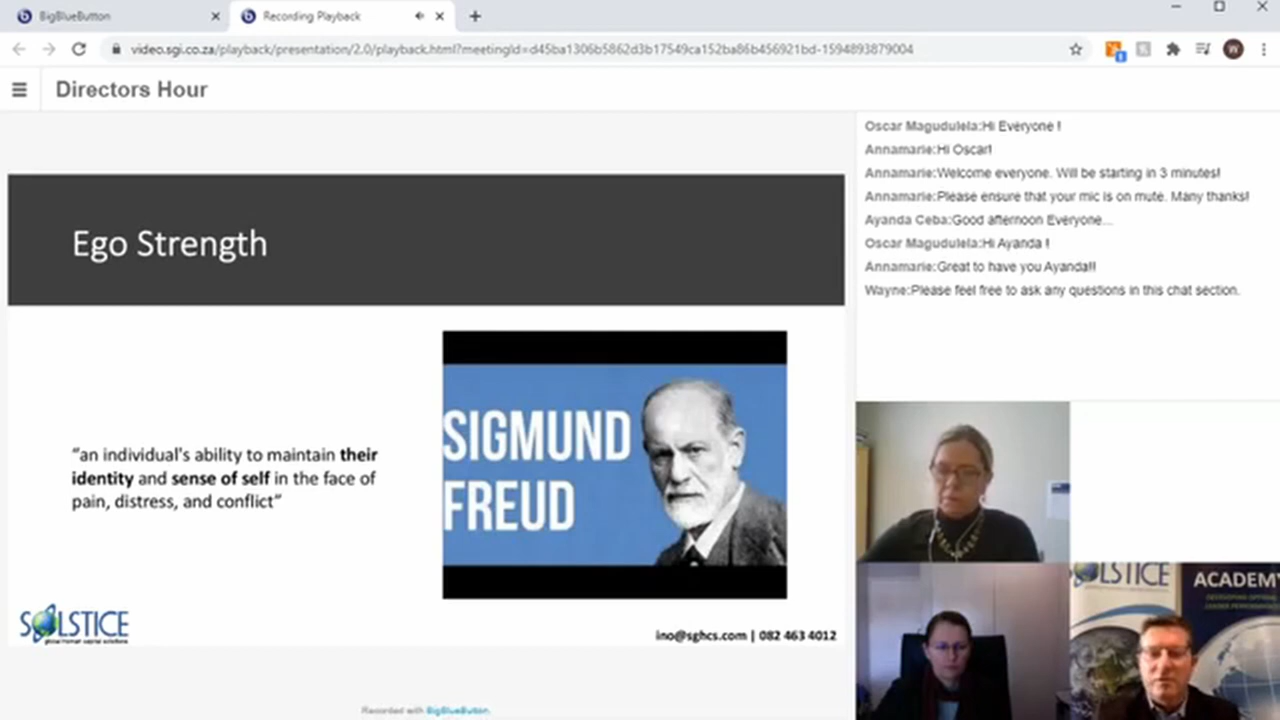 BigBlueButton
Recording Playback
video.sgi.co.za/playback/presentation/2.0/playback.html?meetingId=d45ba1306b5862d3b17549ca152ba86b456921bd-1594893879004
W
Directors Hour
Oscar Magudulela:Hi Everyone !
Annamarie:Hi Oscar!
Annamarie:Welcome everyone. Will be starting in 3 minutes!
Annamarie:Please ensure that your mic is on mute. Many thanks!
Ayanda Ceba:Good afternoon Everyone...
Oscar Magudulela:Hi Ayanda !
Annamarie:Great to have you Ayanda!!
Wayne:Please feel free to ask any questions in this chat section.
Ego Strength
SIGMUND
FREUD
“an individual's ability to maintain their
identity and sense of self in the face of
pain, distress, and conflict”
SOLSTICE
global human capital solutions
ino@sghcs.com | 082 463 4012
Recorded with BigBlueButton.
OLSTICE
ACADEMY